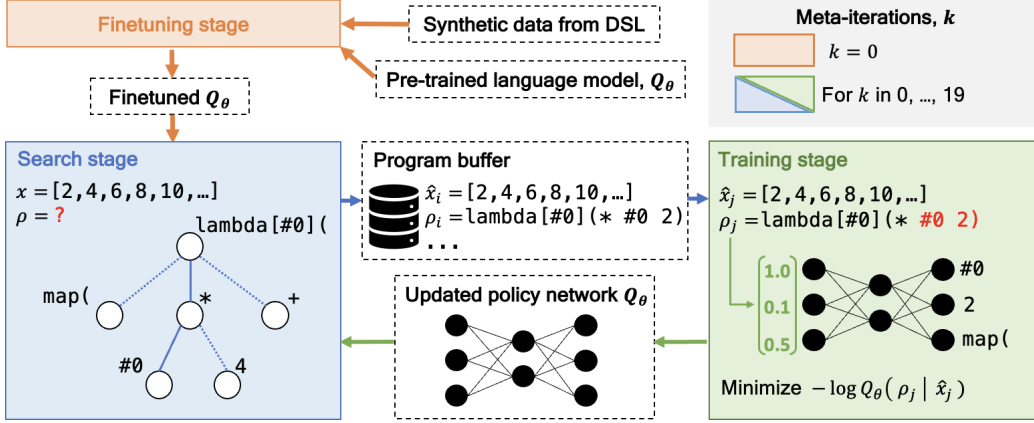 Finetuning stage
Synthetic data from DSL
Pre-trained language model, Q_θ
Finetuned Q_θ
Meta-iterations, k
k = 0
For k in 0, …, 19
Search stage
x = [2,4,6,8,10,…]
ρ = ?
lambda[#0](
map(
*
+
#0
4
Program buffer
x̂_i = [2,4,6,8,10,…]
ρ_i = lambda[#0](* #0 2)
...
Updated policy network Q_θ
Training stage
x̂_j = [2,4,6,8,10,…]
ρ_j = lambda[#0](* #0 2)
1.0
0.1
0.5
#0
2
map(
Minimize − log Q_θ( ρ_j | x̂_j )